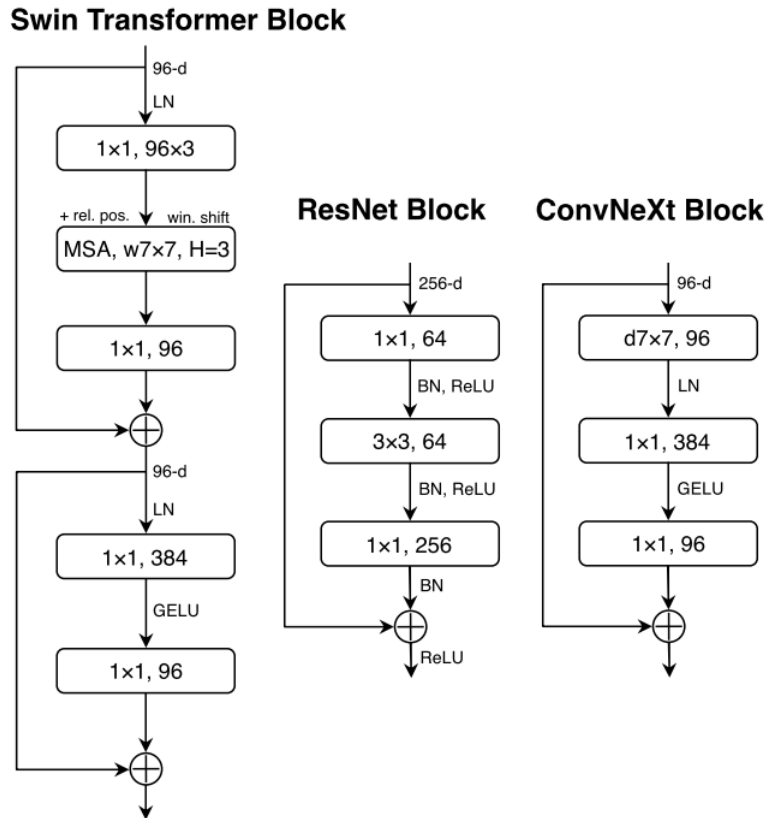 Swin Transformer Block
96-d
LN
1×1, 96×3
+ rel. pos.
win. shift
MSA, w7×7, H=3
1×1, 96
96-d
LN
1×1, 384
GELU
1×1, 96
ResNet Block
256-d
1×1, 64
BN, ReLU
3×3, 64
BN, ReLU
1×1, 256
BN
ReLU
ConvNeXt Block
96-d
d7×7, 96
LN
1×1, 384
GELU
1×1, 96